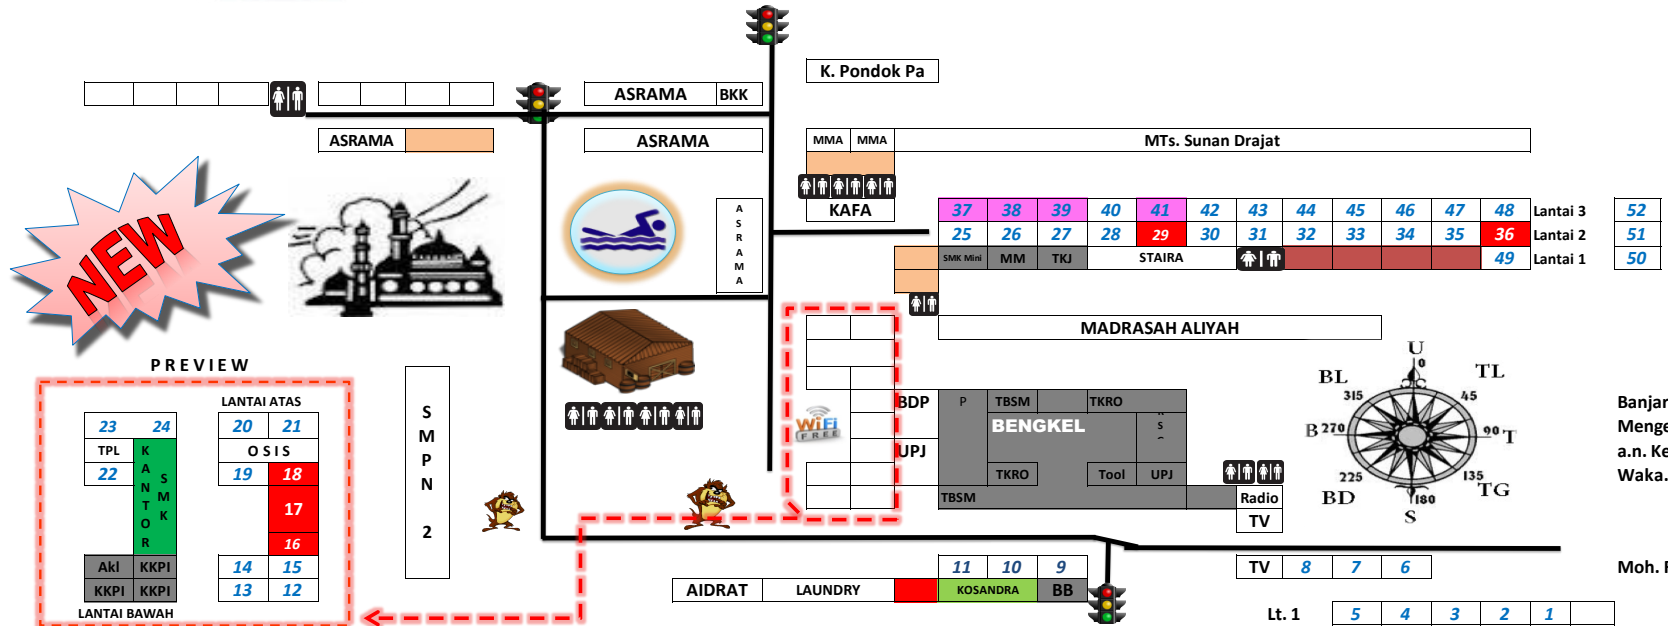 K. Pondok Pa
ASRAMA BKK
ASRAMA
ASRAMA
MMA MMA MTs. Sunan Drajat
NEW
ASRAMA
KAFA
37 38 39 40 41 42 43 44 45 46 47 48 Lantai 3 52
25 26 27 28 29 30 31 32 33 34 35 36 Lantai 2 51
SMK Mini MM TKJ STAIRA 49 Lantai 1 50
MADRASAH ALIYAH
PREVIEW
LANTAI ATAS
23 24 20 21
TPL OSIS
22 19 18
KANTOR SMK
17
16
Akl KKPI 14 15
KKPI KKPI 13 12
LANTAI BAWAH
SMPN 2
WiFi
FREE
BDP P TBSM TKRO
BENGKEL
UPJ
TKRO Tool UPJ
TBSM Radio
TV
U
0
BL TL
315 45
B 270 90 T
225 135
BD TG
180
S
Banjar
Menge
a.n. Ke
Waka.
11 10 9 TV 8 7 6 Moh.
AIDRAT LAUNDRY KOSANDRA BB
Lt. 1 5 4 3 2 1